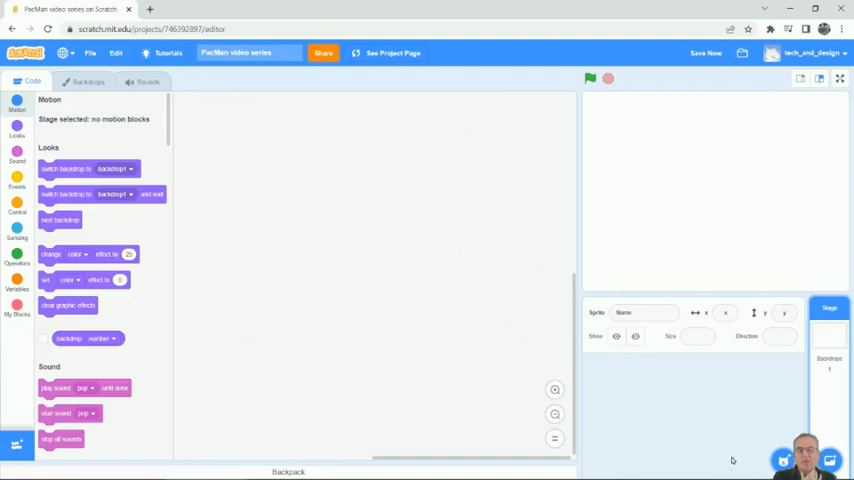 PacMan video series on Scratch
scratch.mit.edu/projects/746392897/editor
SCRATCH
File
Edit
Tutorials
PacMan video series
Share
See Project Page
Save Now
tech_and_design
Code
Backdrops
Sounds
Motion
Looks
Sound
Events
Control
Sensing
Operators
Variables
My Blocks
Motion
Stage selected: no motion blocks
Looks
switch backdrop to backdrop1
switch backdrop to backdrop1 and wait
next backdrop
change color effect by 25
set color effect to 0
clear graphic effects
backdrop number
Sound
play sound pop until done
start sound pop
stop all sounds
Backpack
Sprite Name x x y y
Show Size Direction
Stage
Backdrops
1